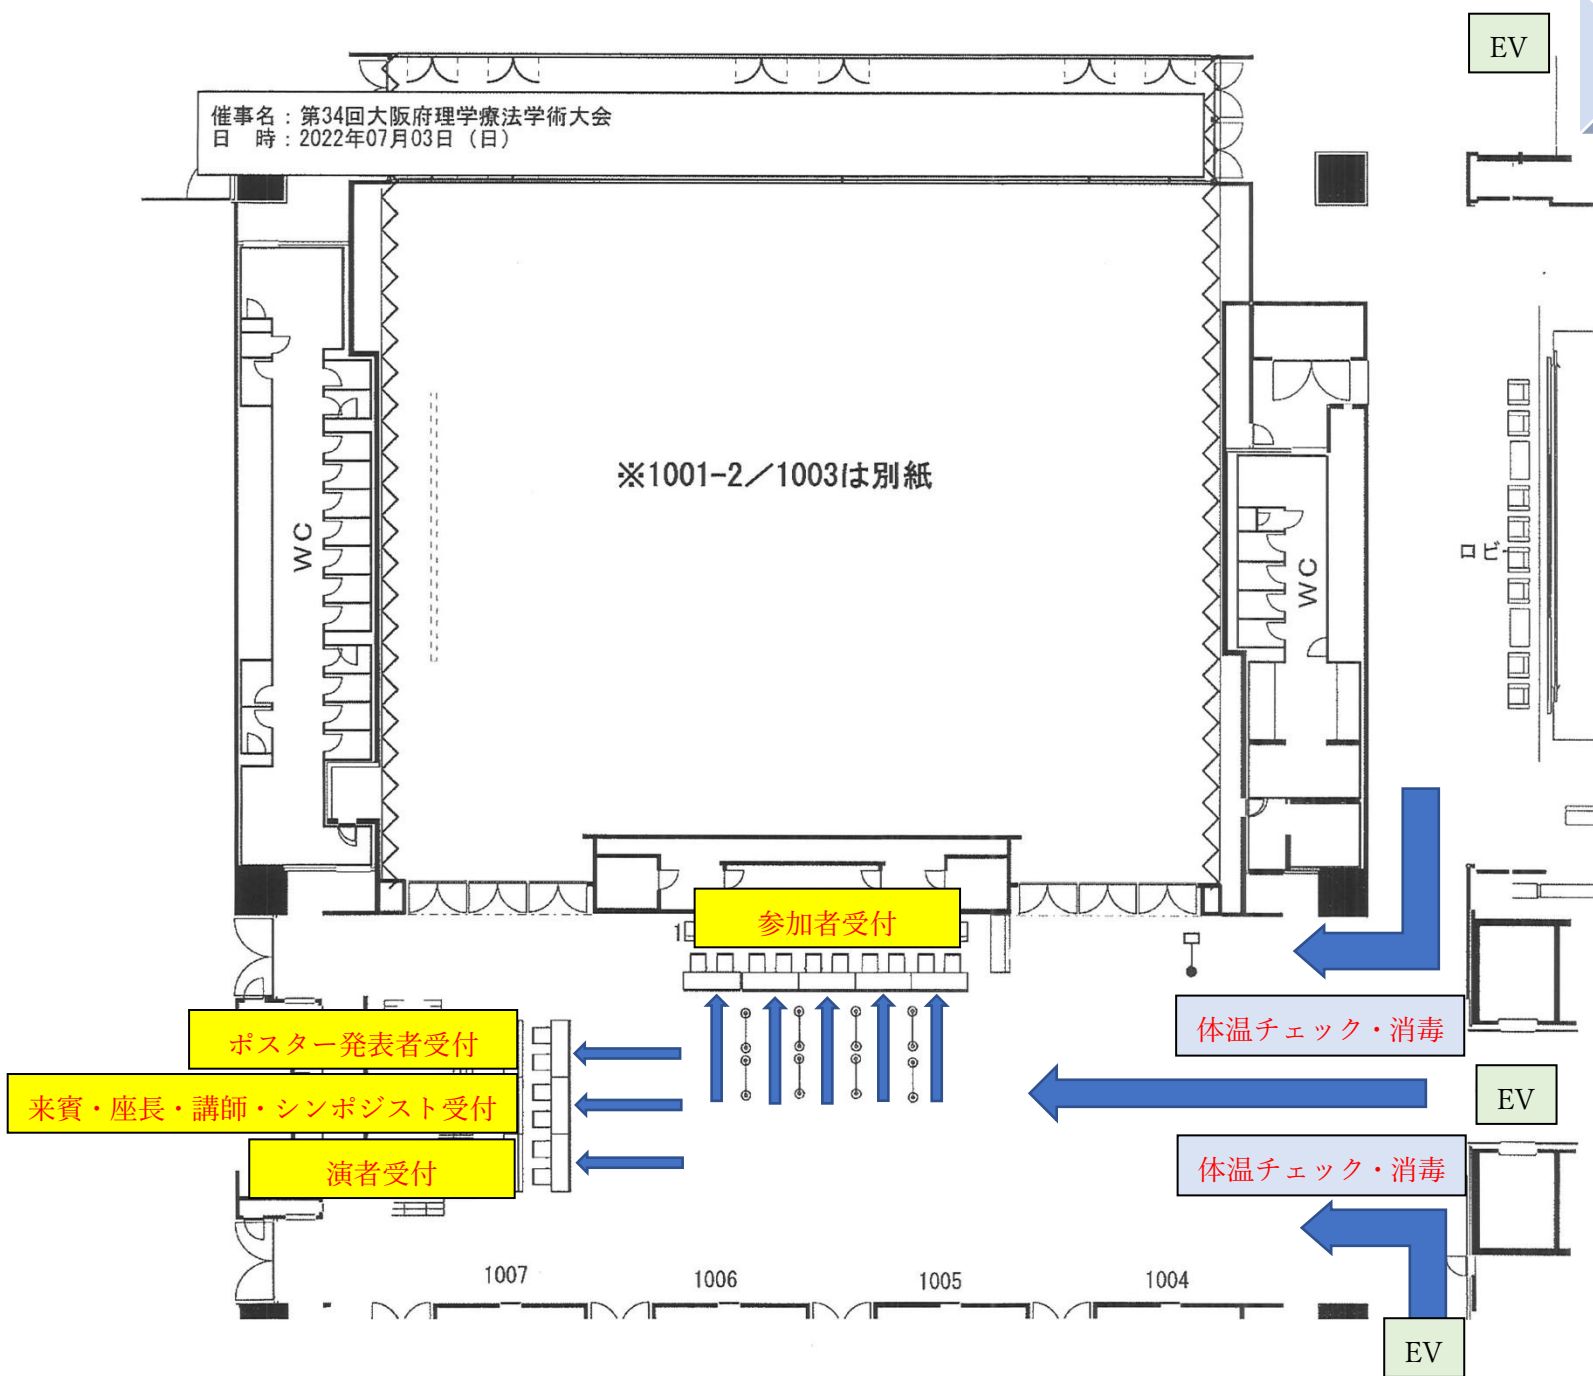 EV
催事名:第34回大阪府理学療法学術大会
日 時:2022年07月03日(日)
※1001-2/1003は別紙
WC
WC
ロビー
参加者受付
1
ポスター発表者受付
体温チェック・消毒
来賓・座長・講師・シンポジスト受付
EV
演者受付
体温チェック・消毒
1007
1006
1005
1004
EV